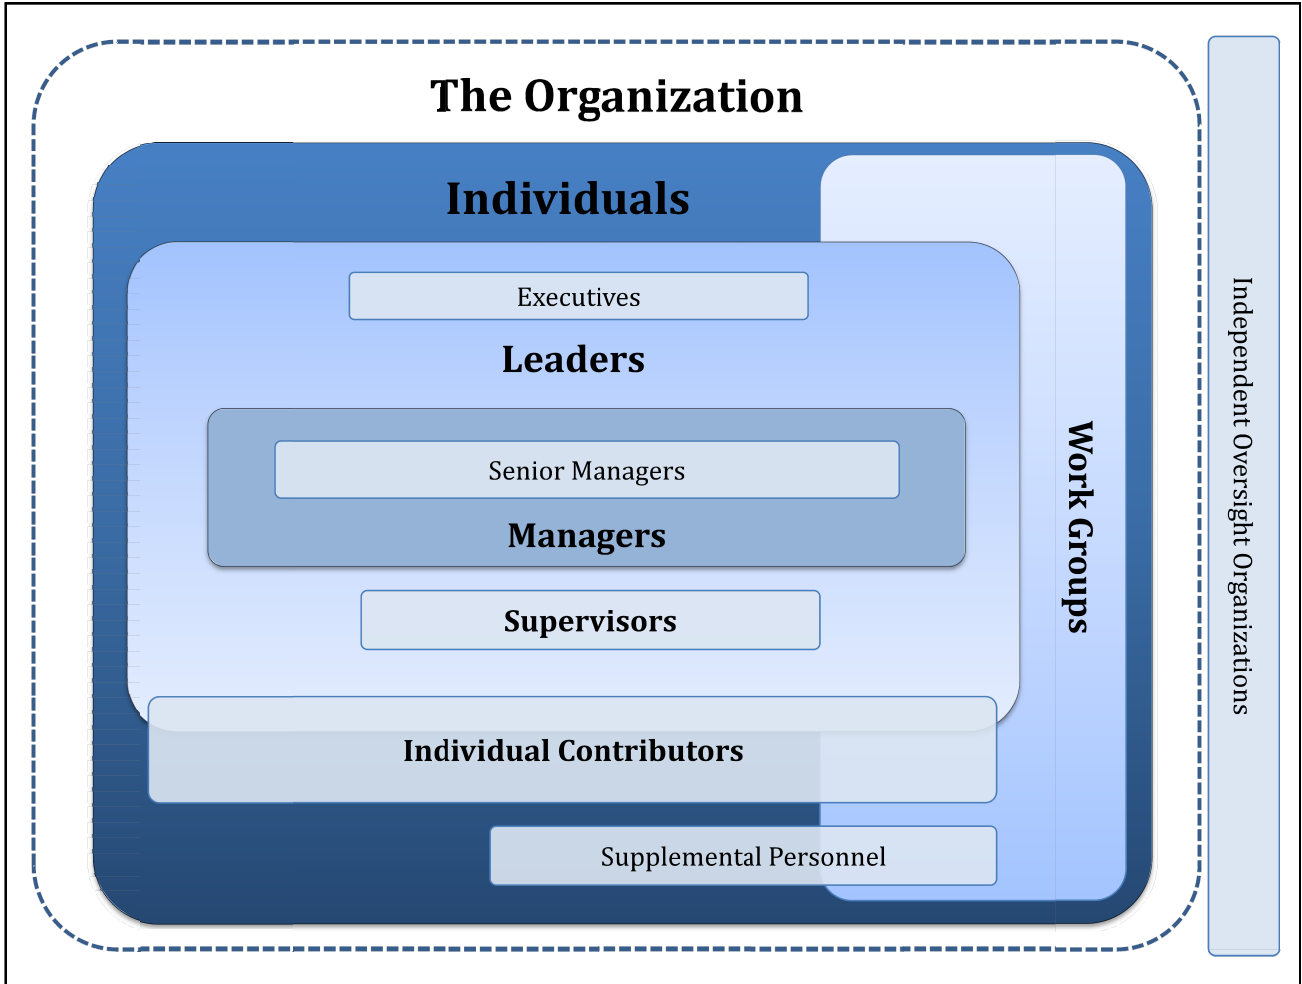 The Organization
Individuals
Executives
Leaders
Senior Managers
Managers
Supervisors
Individual Contributors
Supplemental Personnel
Work Groups
Independent Oversight Organizations